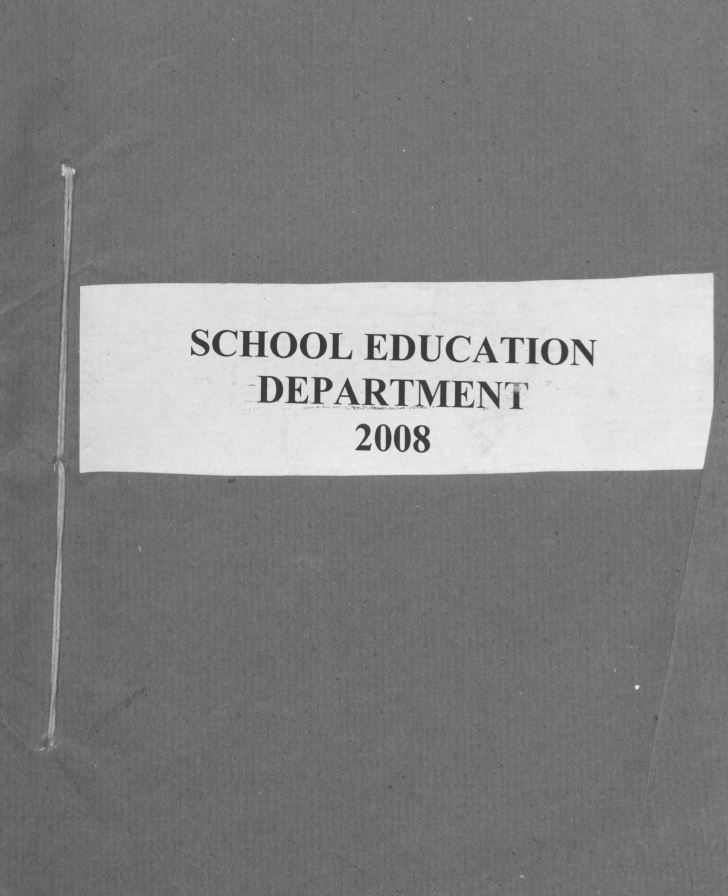 SCHOOL EDUCATION
DEPARTMENT
2008